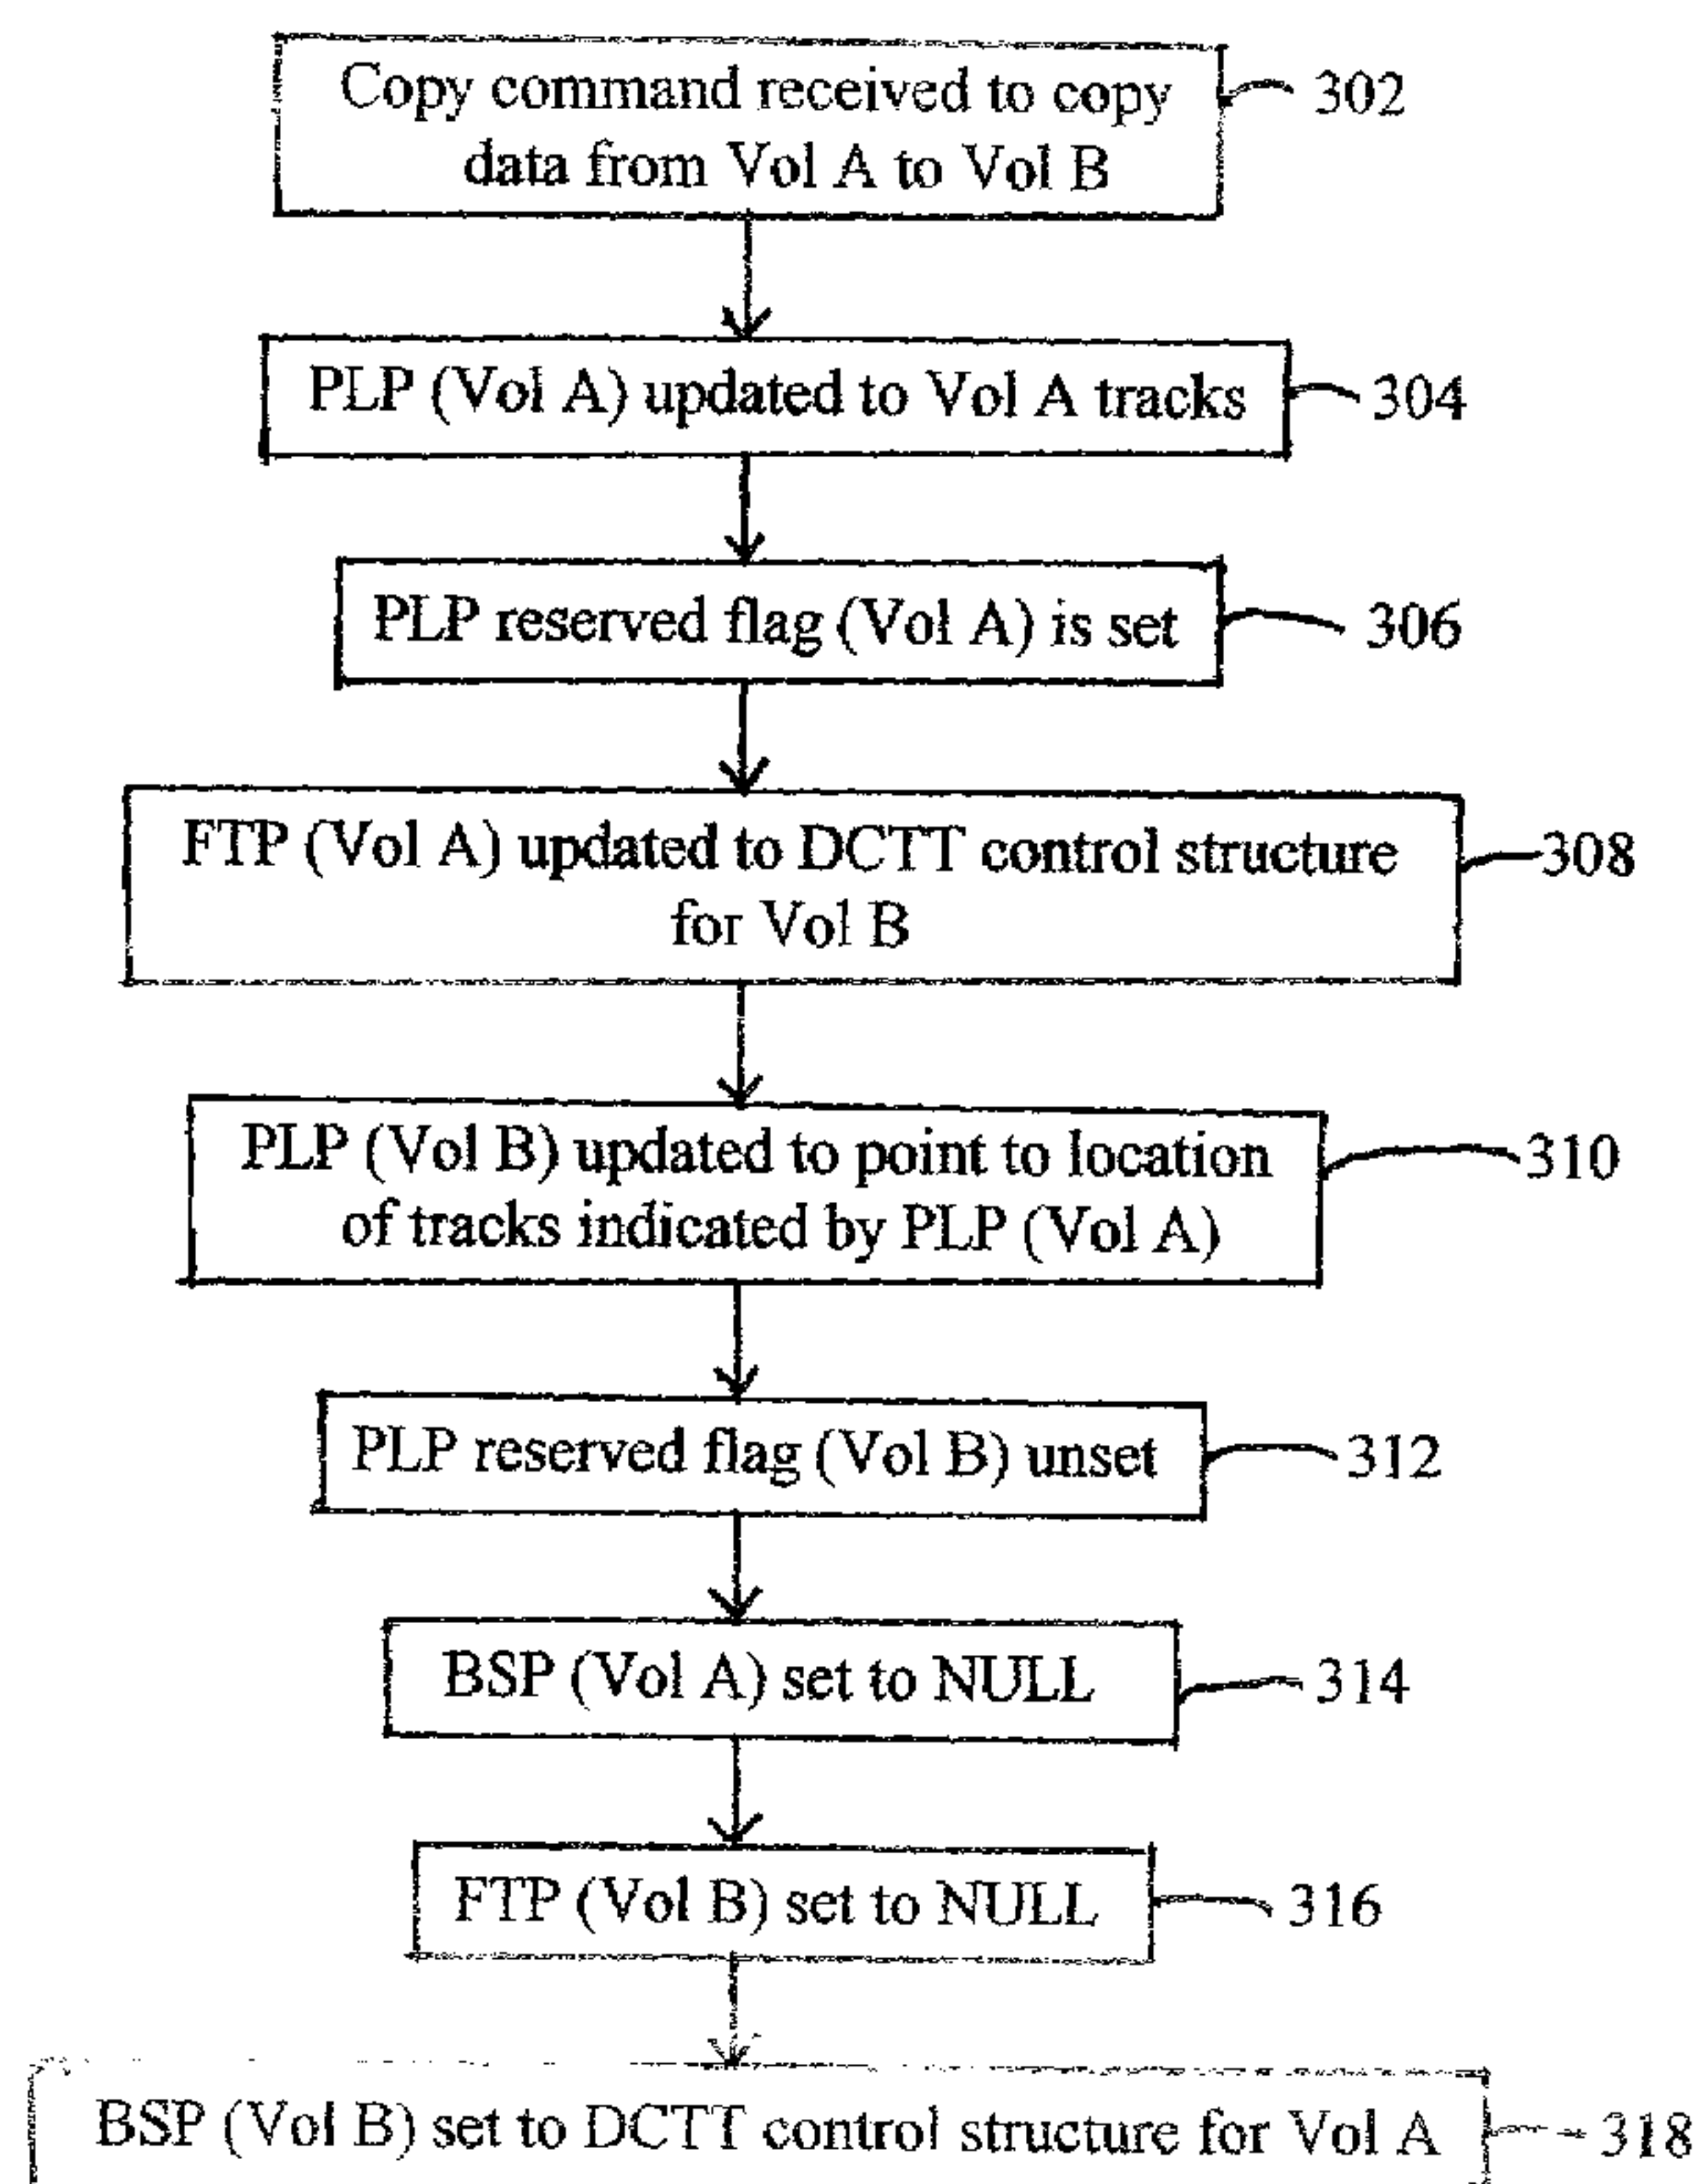 Copy command received to copy
data from Vol A to Vol B
302
PLP (Vol A) updated to Vol A tracks
304
PLP reserved flag (Vol A) is set
306
FTP (Vol A) updated to DCTT control structure
for Vol B
308
PLP (Vol B) updated to point to location
of tracks indicated by PLP (Vol A)
310
PLP reserved flag (Vol B) unset
312
BSP (Vol A) set to NULL
314
FTP (Vol B) set to NULL
316
BSP (Vol B) set to DCTT control structure for Vol A
318